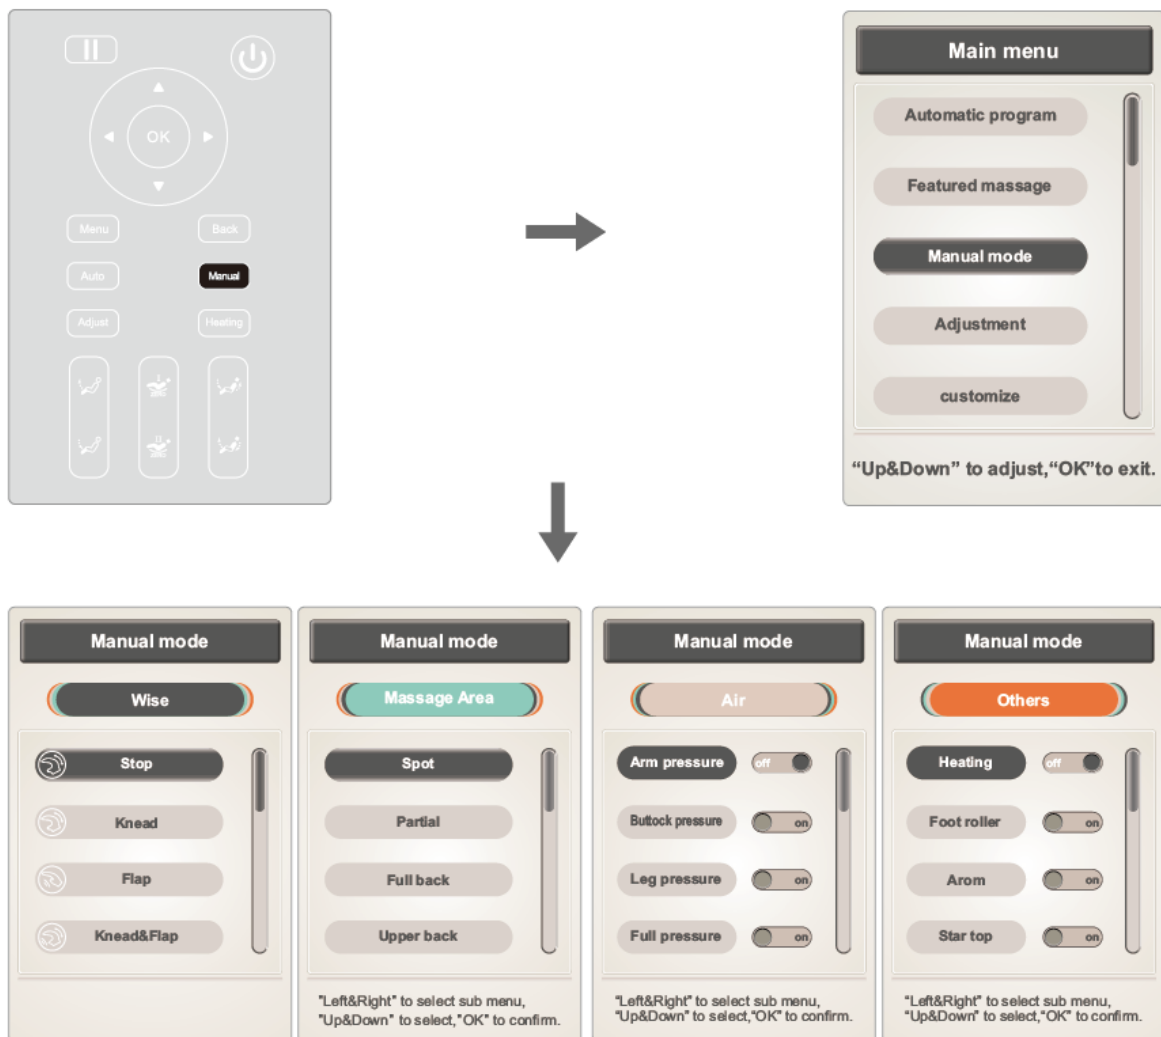 OK
Menu
Back
Auto
Manual
Adjust
Heating
Main menu
Automatic program
Featured massage
Manual mode
Adjustment
customize
“Up&Down” to adjust,“OK”to exit.
Manual mode
Wise
Stop
Knead
Flap
Knead&Flap
Manual mode
Massage Area
Spot
Partial
Full back
Upper back
"Left&Right" to select sub menu,
"Up&Down" to select,"OK" to confirm.
Manual mode
Air
Arm pressure off
Buttock pressure on
Leg pressure on
Full pressure on
“Left&Right” to select sub menu,
“Up&Down” to select,“OK” to confirm.
Manual mode
Others
Heating off
Foot roller on
Arom on
Star top on
“Left&Right” to select sub menu,
“Up&Down” to select,“OK” to confirm.